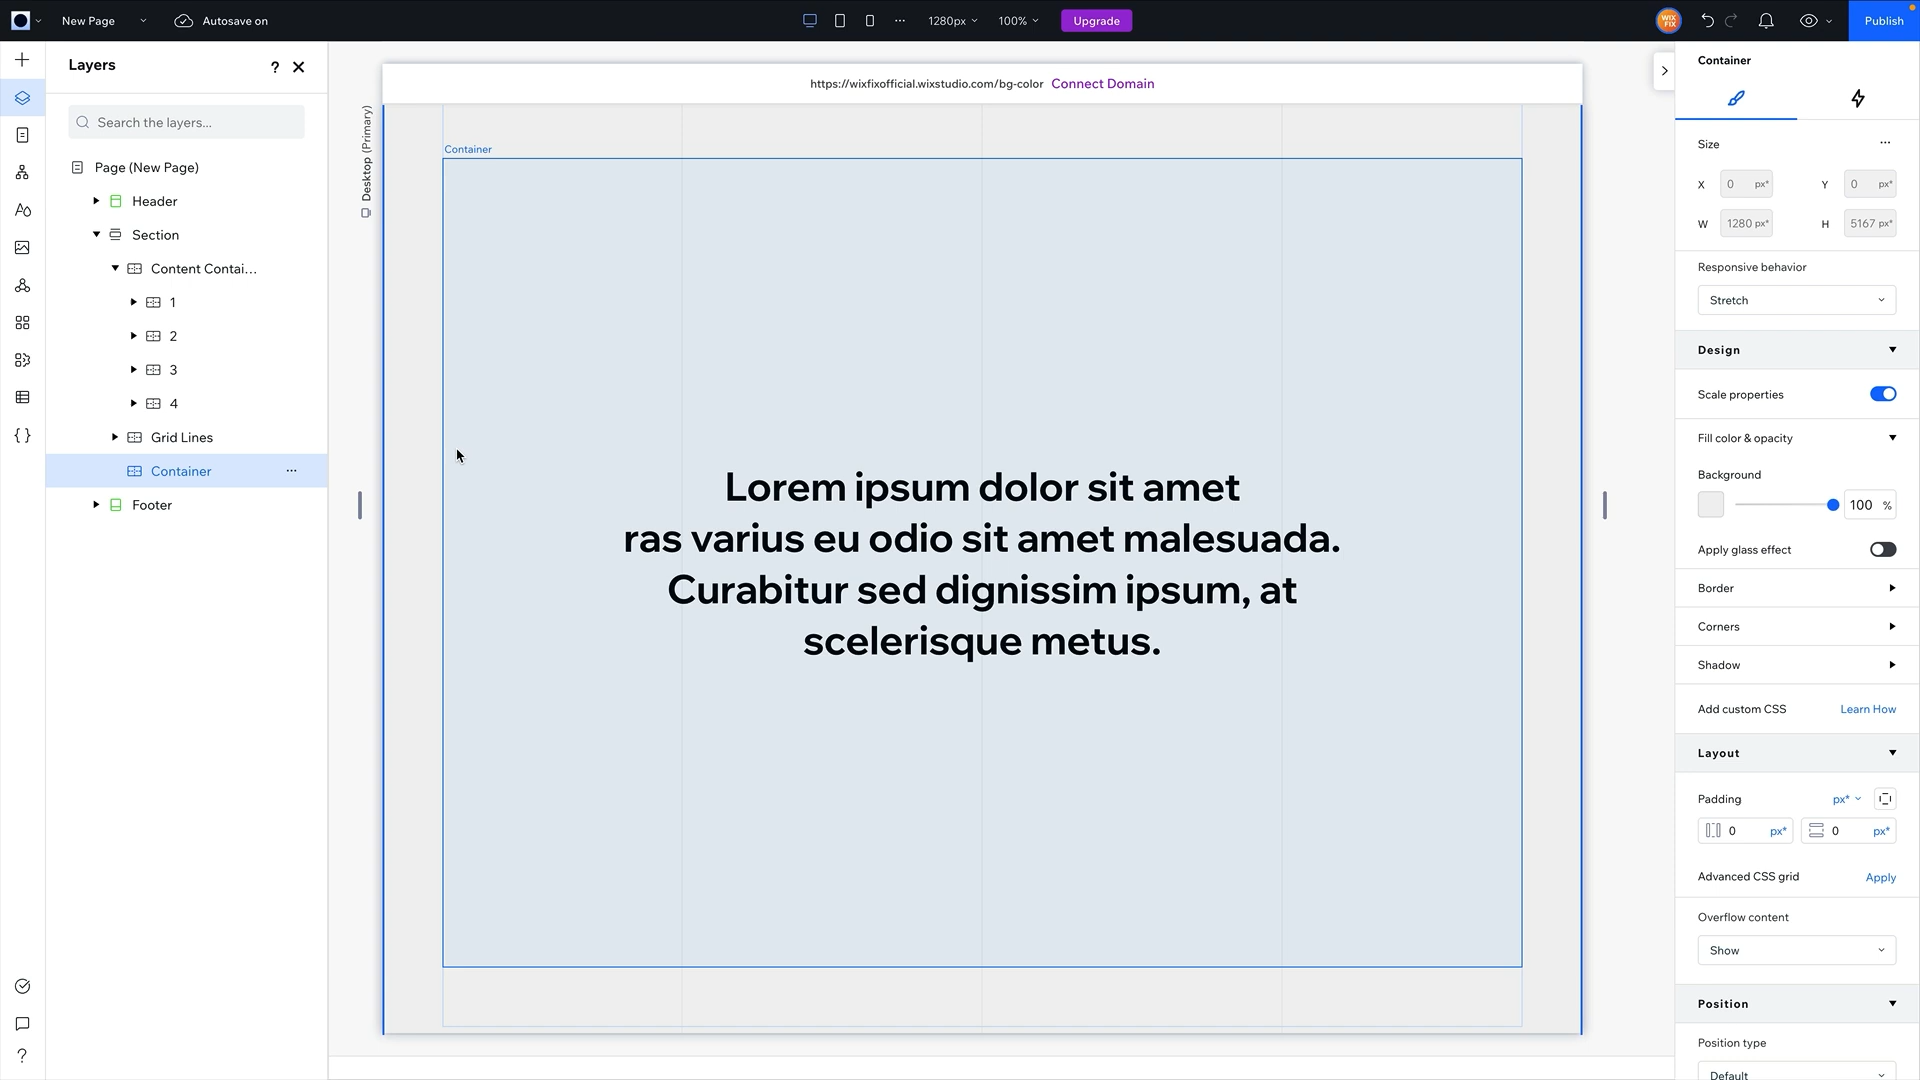 New Page
Autosave on
1280px
100%
Upgrade
WIX
FIX
Publish
Layers
?
Search the layers...
Page (New Page)
Header
Section
Content Contai...
1
2
3
4
Grid Lines
Container
Footer
?
Desktop (Primary)
https://wixfixofficial.wixstudio.com/bg-color Connect Domain
Container
Lorem ipsum dolor sit amet
ras varius eu odio sit amet malesuada.
Curabitur sed dignissim ipsum, at
scelerisque metus.
Container
Size
X 0 px* Y 0 px*
W 1280 px* H 5167 px*
Responsive behavior
Stretch
Design
Scale properties
Fill color & opacity
Background
100 %
Apply glass effect
Border
Corners
Shadow
Add custom CSS Learn How
Layout
Padding px*
0 px* 0 px*
Advanced CSS grid Apply
Overflow content
Show
Position
Position type
Default